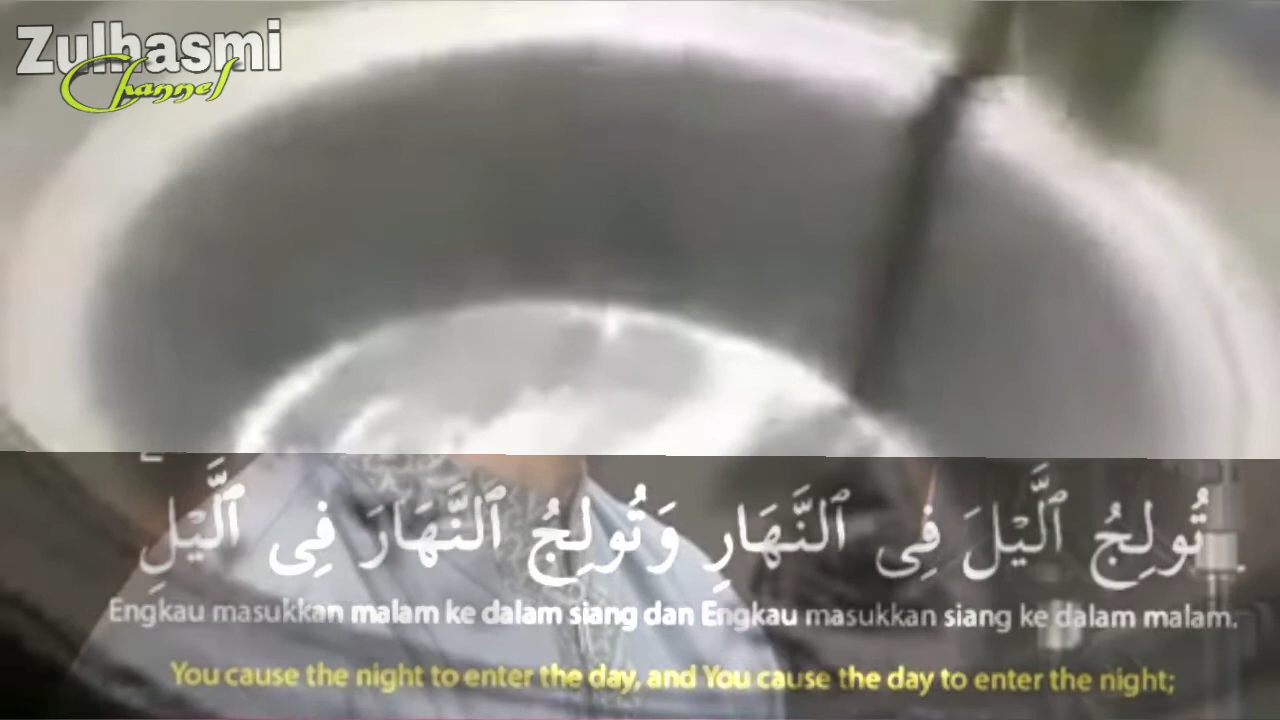 Zulhasmi
Channel
تُولِجُ ٱلَّيْلَ فِى ٱلنَّهَارِ وَتُولِجُ ٱلنَّهَارَ فِى ٱلَّيْلِ
Engkau masukkan malam ke dalam siang dan Engkau masukkan siang ke dalam malam.
You cause the night to enter the day, and You cause the day to enter the night;